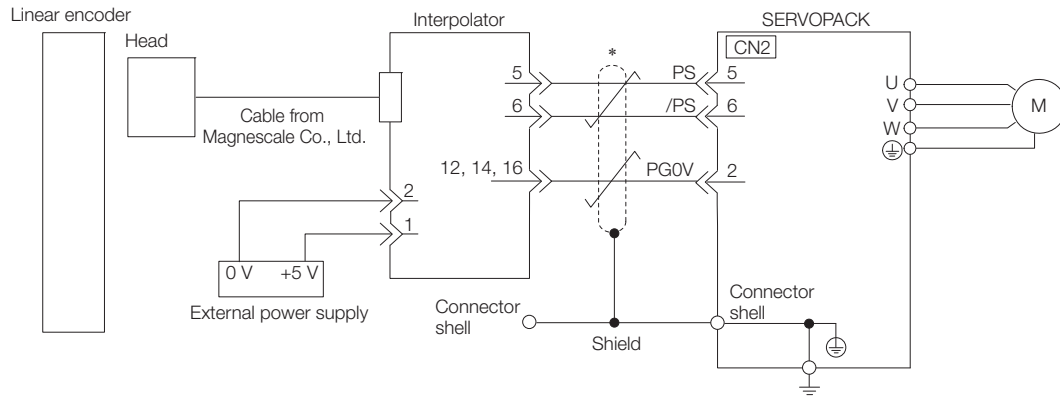 Linear encoder
Head
Interpolator
SERVOPACK
CN2
*
5
PS
5
6
/PS
6
12, 14, 16
PG0V
2
Cable from
Magnescale Co., Ltd.
U
V
W
M
2
1
0 V
+5 V
External power supply
Connector
shell
Shield
Connector
shell